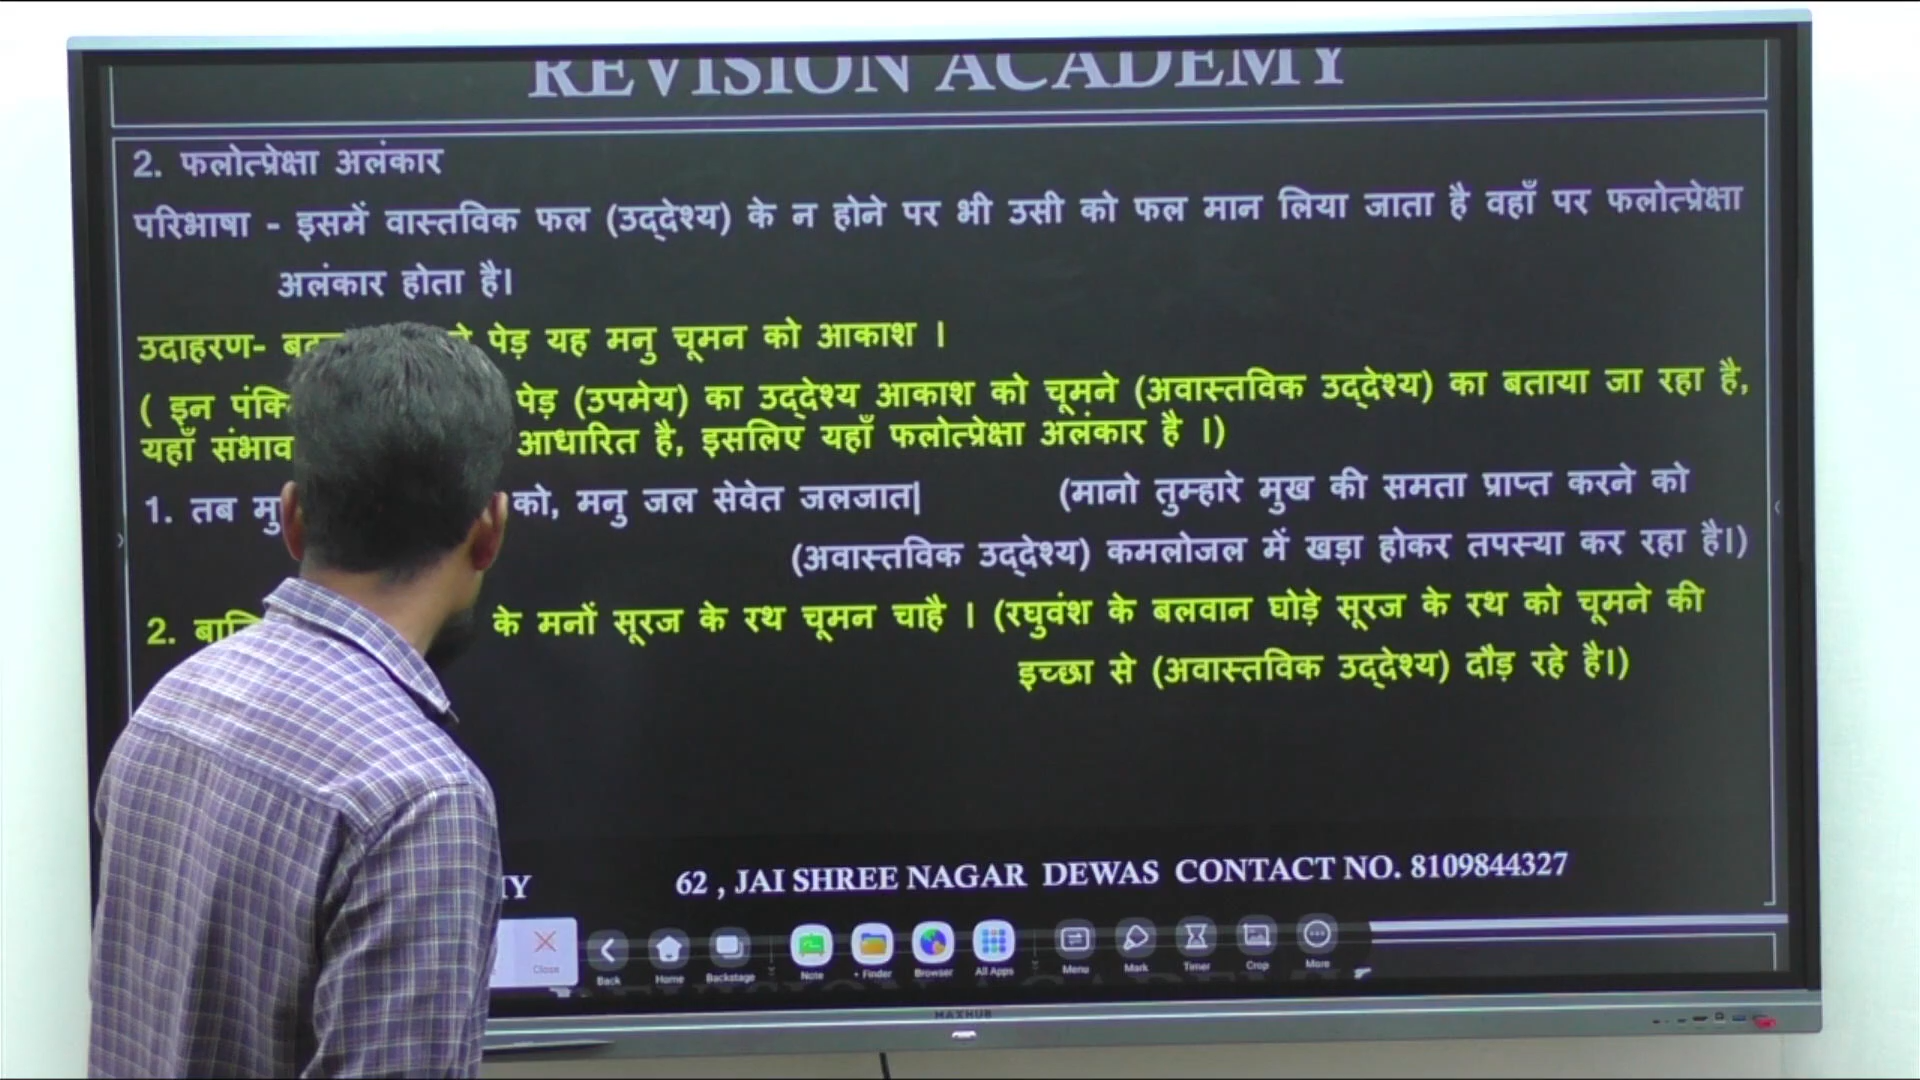 REVISION ACADEMY
2. फलोत्प्रेक्षा अलंकार
परिभाषा - इसमें वास्तविक फल (उद्देश्य) के न होने पर भी उसी को फल मान लिया जाता है वहाँ पर फलोत्प्रेक्षा
अलंकार होता है।
उदाहरण- पेड़ यह मनु चूमन को आकाश ।
( इन पेड़ (उपमेय) का उद्देश्य आकाश को चूमने (अवास्तविक उद्देश्य) का बताया जा रहा है,
यहाँ आधारित है, इसलिए यहाँ फलोत्प्रेक्षा अलंकार है ।)
1. तब को, मनु जल सेवेत जलजात| (मानो तुम्हारे मुख की समता प्राप्त करने को
(अवास्तविक उद्देश्य) कमलोजल में खड़ा होकर तपस्या कर रहा है।)
2. के मनों सूरज के रथ चूमन चाहै । (रघुवंश के बलवान घोड़े सूरज के रथ को चूमने की
इच्छा से (अवास्तविक उद्देश्य) दौड़ रहे है।)
62 , JAI SHREE NAGAR DEWAS CONTACT NO. 8109844327
Close Back Home Backstage Note Finder Browser All Apps Menu Mark Timer Crop More
MAXHUB